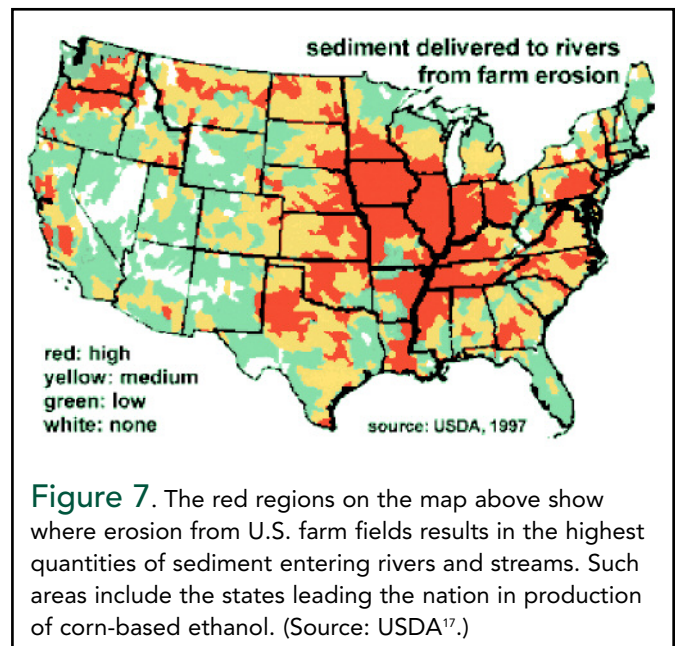 sediment delivered to rivers
from farm erosion
red: high
yellow: medium
green: low
white: none
source: USDA, 1997
Figure 7. The red regions on the map above show
where erosion from U.S. farm fields results in the highest
quantities of sediment entering rivers and streams. Such
areas include the states leading the nation in production
of corn-based ethanol. (Source: USDA¹⁷.)